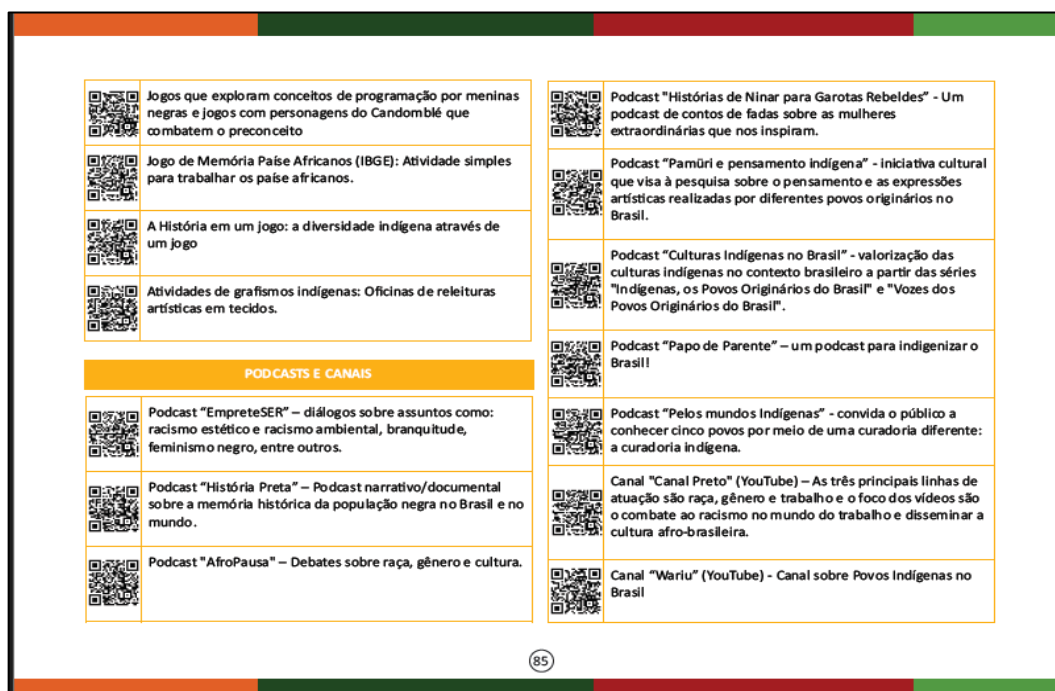 Jogos que exploram conceitos de programação por meninas
negras e jogos com personagens do Candomblé que
combatem o preconceito
Jogo de Memória Paíse Africanos (IBGE): Atividade simples
para trabalhar os paíse africanos.
A História em um jogo: a diversidade indígena através de
um jogo
Atividades de grafismos indígenas: Oficinas de releituras
artísticas em tecidos.
PODCASTS E CANAIS
Podcast “EmpreteSER” – diálogos sobre assuntos como:
racismo estético e racismo ambiental, branquitude,
feminismo negro, entre outros.
Podcast “História Preta” – Podcast narrativo/documental
sobre a memória histórica da população negra no Brasil e no
mundo.
Podcast "AfroPausa" – Debates sobre raça, gênero e cultura.
Podcast "Histórias de Ninar para Garotas Rebeldes” - Um
podcast de contos de fadas sobre as mulheres
extraordinárias que nos inspiram.
Podcast “Pamüri e pensamento indígena” - iniciativa cultural
que visa à pesquisa sobre o pensamento e as expressões
artísticas realizadas por diferentes povos originários no
Brasil.
Podcast “Culturas Indígenas no Brasil” - valorização das
culturas indígenas no contexto brasileiro a partir das séries
"Indígenas, os Povos Originários do Brasil" e "Vozes dos
Povos Originários do Brasil".
Podcast “Papo de Parente” – um podcast para indigenizar o
Brasil!
Podcast “Pelos mundos Indígenas” - convida o público a
conhecer cinco povos por meio de uma curadoria diferente:
a curadoria indígena.
Canal "Canal Preto" (YouTube) – As três principais linhas de
atuação são raça, gênero e trabalho e o foco dos vídeos são
o combate ao racismo no mundo do trabalho e disseminar a
cultura afro-brasileira.
Canal “Wariu” (YouTube) - Canal sobre Povos Indígenas no
Brasil
85